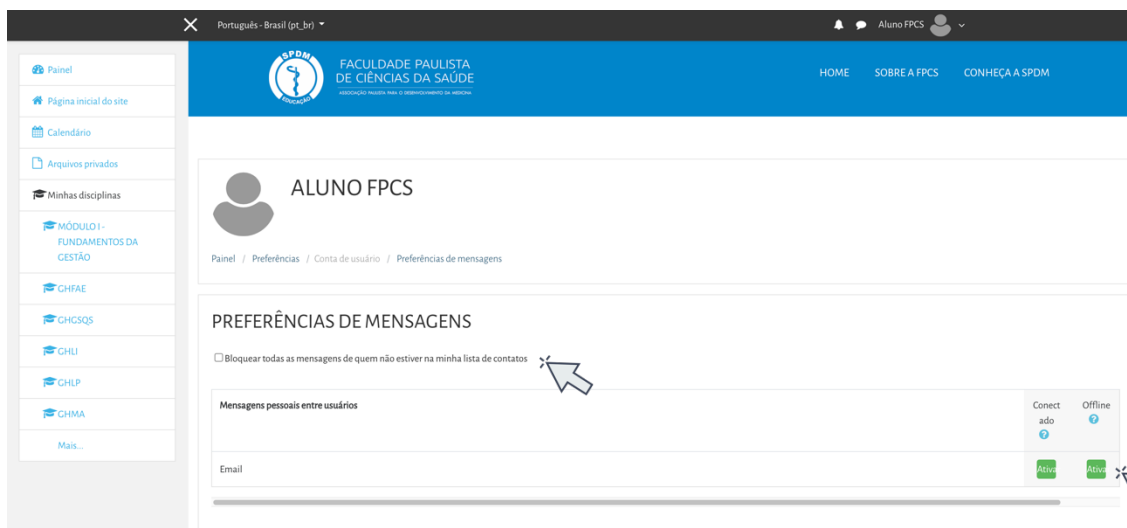 Português - Brasil (pt_br)
Aluno FPCS
Painel
Página inicial do site
Calendário
Arquivos privados
Minhas disciplinas
MÓDULO I -
FUNDAMENTOS DA
GESTÃO
GHFAE
GHGSQS
GHLI
GHLP
GHMA
Mais...
SPDM
EDUCAÇÃO
FACULDADE PAULISTA
DE CIÊNCIAS DA SAÚDE
ASSOCIAÇÃO PAULISTA PARA O DESENVOLVIMENTO DA MEDICINA
HOME
SOBRE A FPCS
CONHEÇA A SPDM
ALUNO FPCS
Painel / Preferências / Conta de usuário / Preferências de mensagens
PREFERÊNCIAS DE MENSAGENS
Bloquear todas as mensagens de quem não estiver na minha lista de contatos
Mensagens pessoais entre usuários
Conect
ado
Offline
Email
Ativa
Ativa